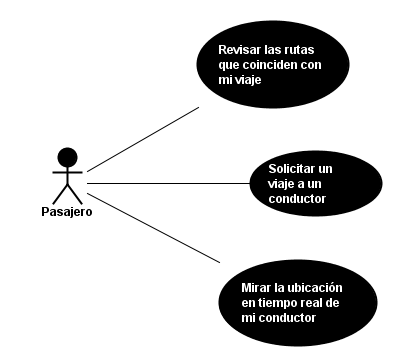 Revisar las rutas
que coinciden con
mi viaje
Solicitar un
viaje a un
conductor
Pasajero
Mirar la ubicación
en tiempo real de
mi conductor